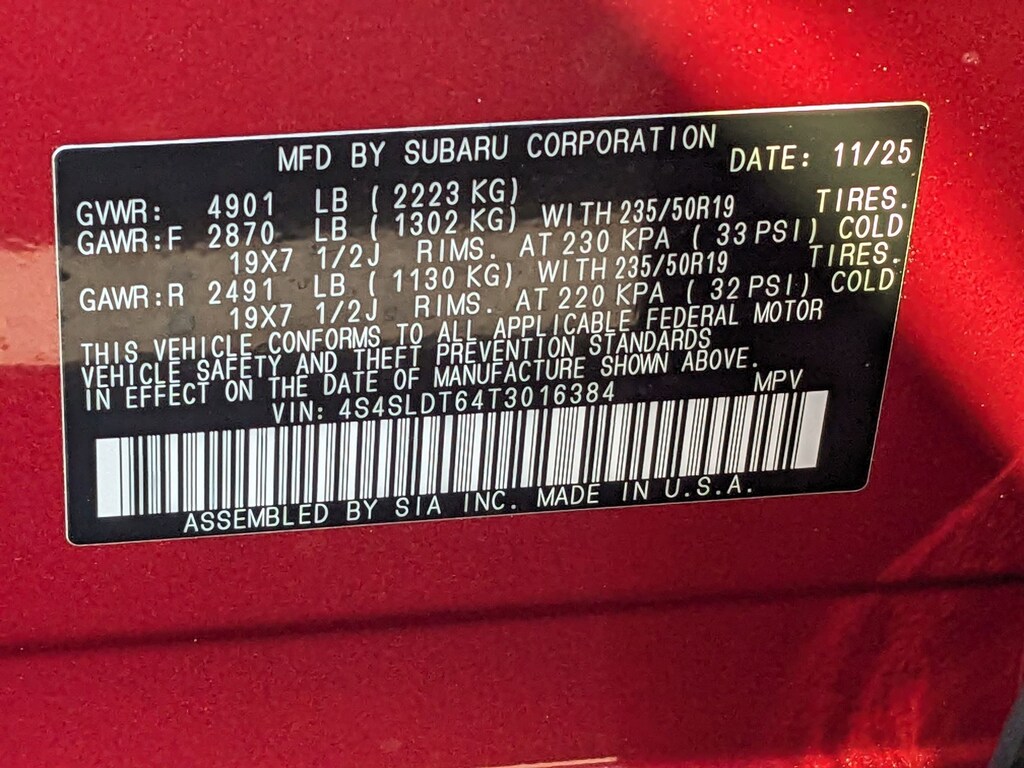 MFD BY SUBARU CORPORATION DATE: 11/25
GVWR: 4901 LB ( 2223 KG)
GAWR:F 2870 LB ( 1302 KG) WITH 235/50R19 TIRES.
19X7 1/2J RIMS. AT 230 KPA ( 33 PSI) COLD
GAWR:R 2491 LB ( 1130 KG) WITH 235/50R19 TIRES.
19X7 1/2J RIMS. AT 220 KPA ( 32 PSI) COLD
THIS VEHICLE CONFORMS TO ALL APPLICABLE FEDERAL MOTOR
VEHICLE SAFETY AND THEFT PREVENTION STANDARDS
IN EFFECT ON THE DATE OF MANUFACTURE SHOWN ABOVE.
VIN: 4S4SLDT64T3016384 MPV
ASSEMBLED BY SIA INC. MADE IN U.S.A.